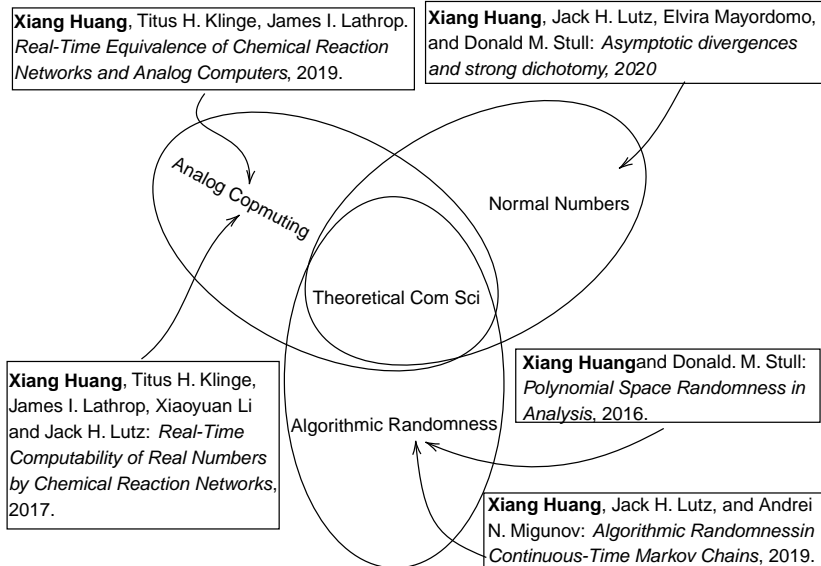 Xiang Huang, Titus H. Klinge, James I. Lathrop.
Real-Time Equivalence of Chemical Reaction
Networks and Analog Computers, 2019.
Xiang Huang, Jack H. Lutz, Elvira Mayordomo,
and Donald M. Stull: Asymptotic divergences
and strong dichotomy, 2020
Analog Copmuting
Normal Numbers
Theoretical Com Sci
Xiang Huang, Titus H. Klinge,
James I. Lathrop, Xiaoyuan Li
and Jack H. Lutz: Real-Time
Computability of Real Numbers
by Chemical Reaction Networks,
2017.
Xiang Huangand Donald. M. Stull:
Polynomial Space Randomness in
Analysis, 2016.
Algorithmic Randomness
Xiang Huang, Jack H. Lutz, and Andrei
N. Migunov: Algorithmic Randomnessin
Continuous-Time Markov Chains, 2019.